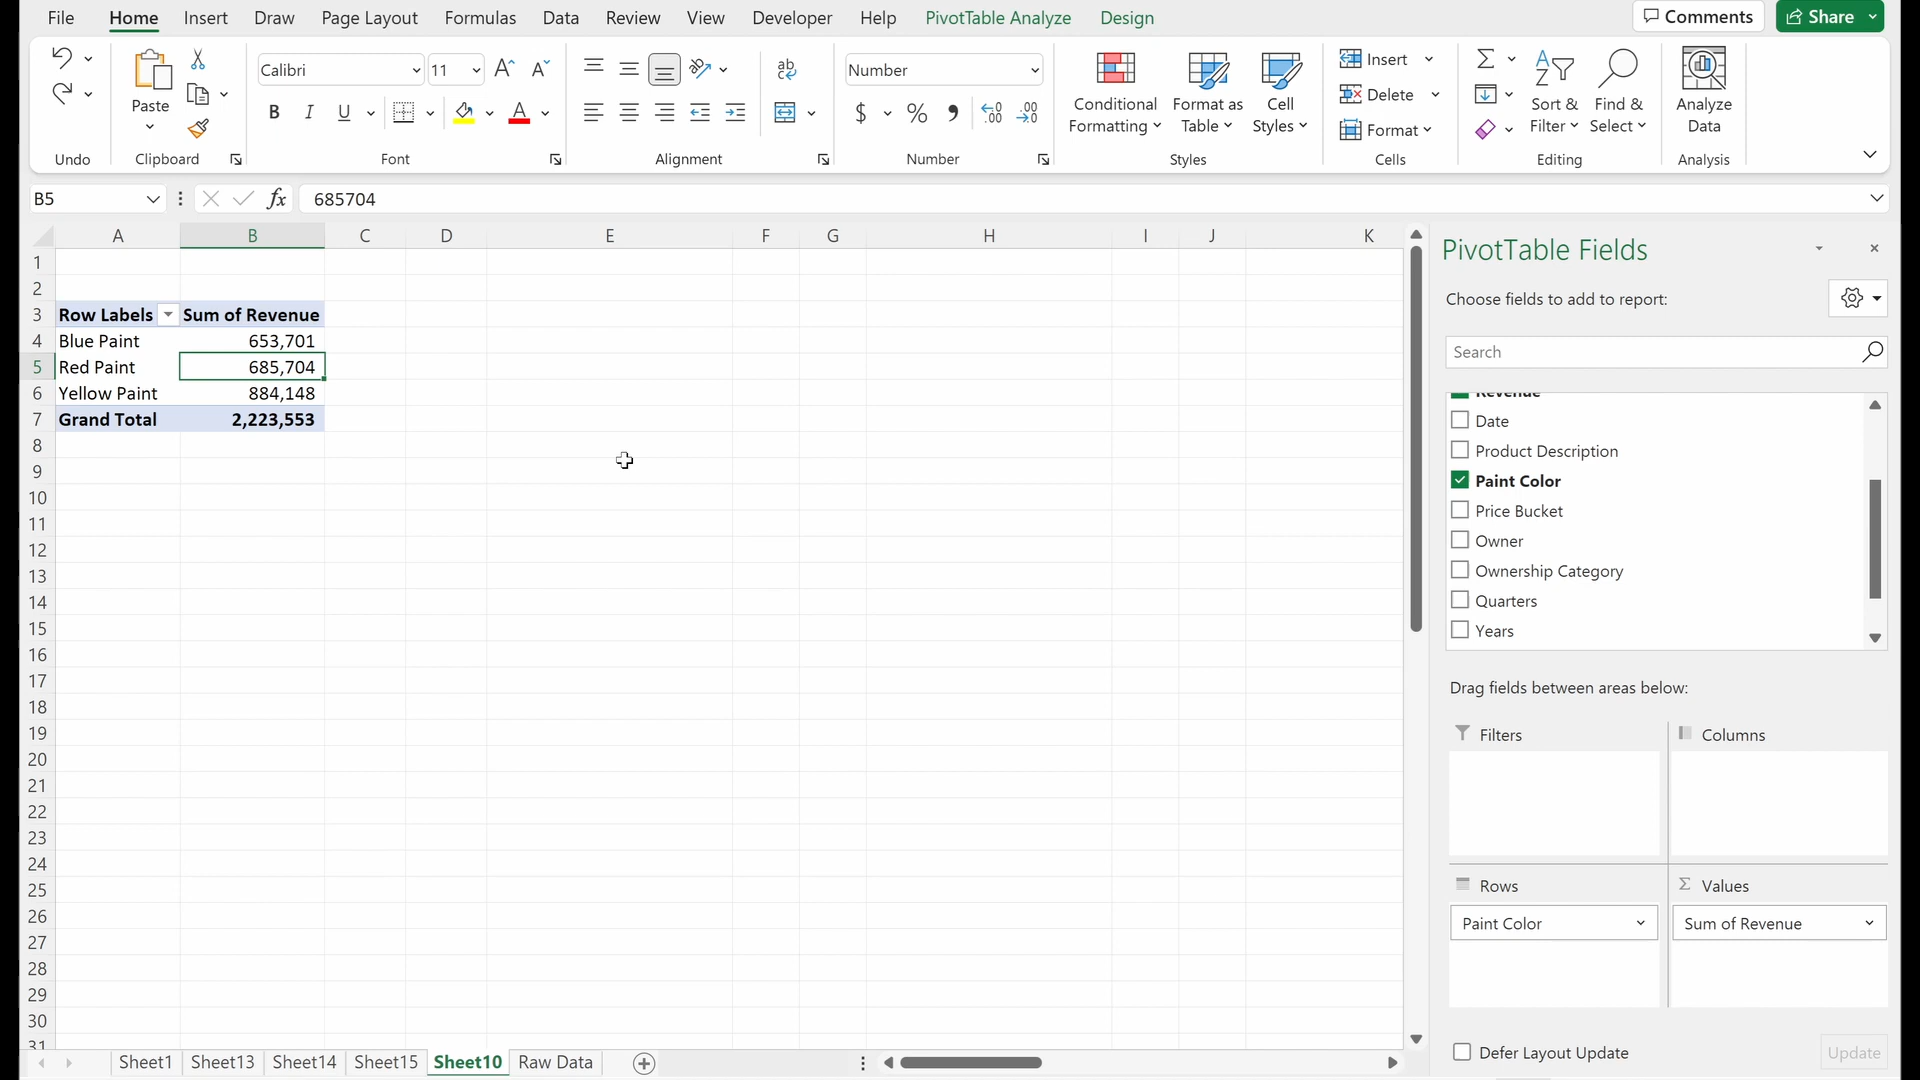 File Home Insert Draw Page Layout Formulas Data Review View Developer Help PivotTable Analyze Design Comments Share
Calibri 11 ab Number Insert Σ
Paste Conditional Format as Cell Delete Sort & Find & Analyze
B I U A $ % , Formatting Table Styles Format Filter Select Data
Undo Clipboard Font Alignment Number Styles Cells Editing Analysis
B5 fx 685704
A B C D E F G H I J K
1
2
3 Row Labels Sum of Revenue
4 Blue Paint 653,701
5 Red Paint 685,704
6 Yellow Paint 884,148
7 Grand Total 2,223,553
8
9
10
11
12
13
14
15
16
17
18
19
20
21
22
23
24
25
26
27
28
29
30
31
Sheet1 Sheet13 Sheet14 Sheet15 Sheet10 Raw Data
PivotTable Fields
Choose fields to add to report:
Search
Revenue
Date
Product Description
Paint Color
Price Bucket
Owner
Ownership Category
Quarters
Years
Drag fields between areas below:
Filters Columns
Rows Σ Values
Paint Color Sum of Revenue
Defer Layout Update Update